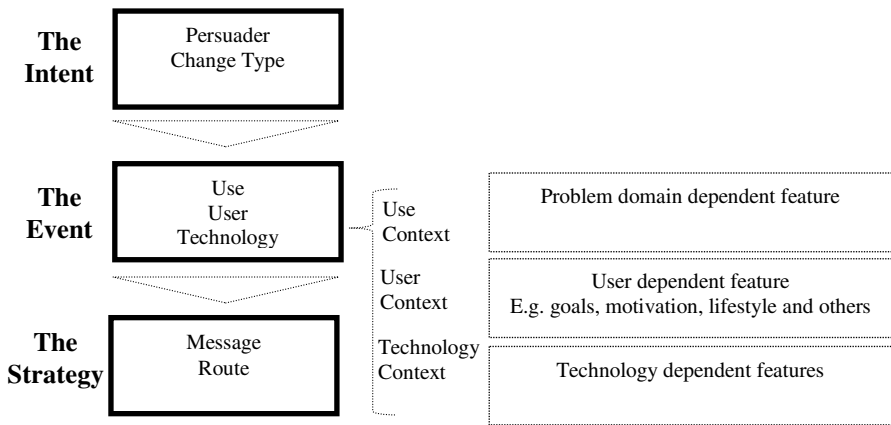 The
Intent
Persuader
Change Type
The
Event
Use
User
Technology
Use
Context
Problem domain dependent feature
User
Context
User dependent feature
E.g. goals, motivation, lifestyle and others
The
Strategy
Message
Route
Technology
Context
Technology dependent features